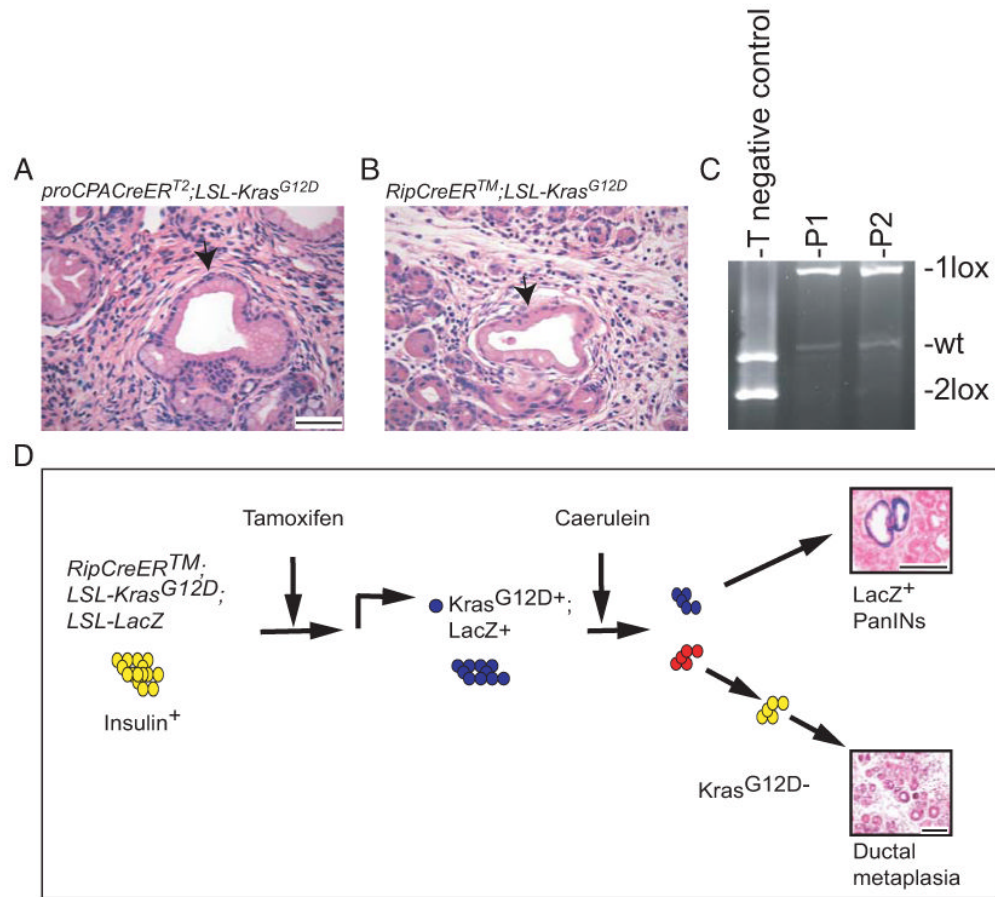 A
proCPACreER^T2;LSL-Kras^G12D
B
RipCreER^TM;LSL-Kras^G12D
C
- T negative control
-P1
-P2
-1lox
-wt
-2lox
D
Tamoxifen
Caerulein
RipCreER^TM;
LSL-Kras^G12D;
LSL-LacZ
Insulin^+
Kras^G12D+;
LacZ+
LacZ^+
PanINs
Kras^G12D-
Ductal
metaplasia